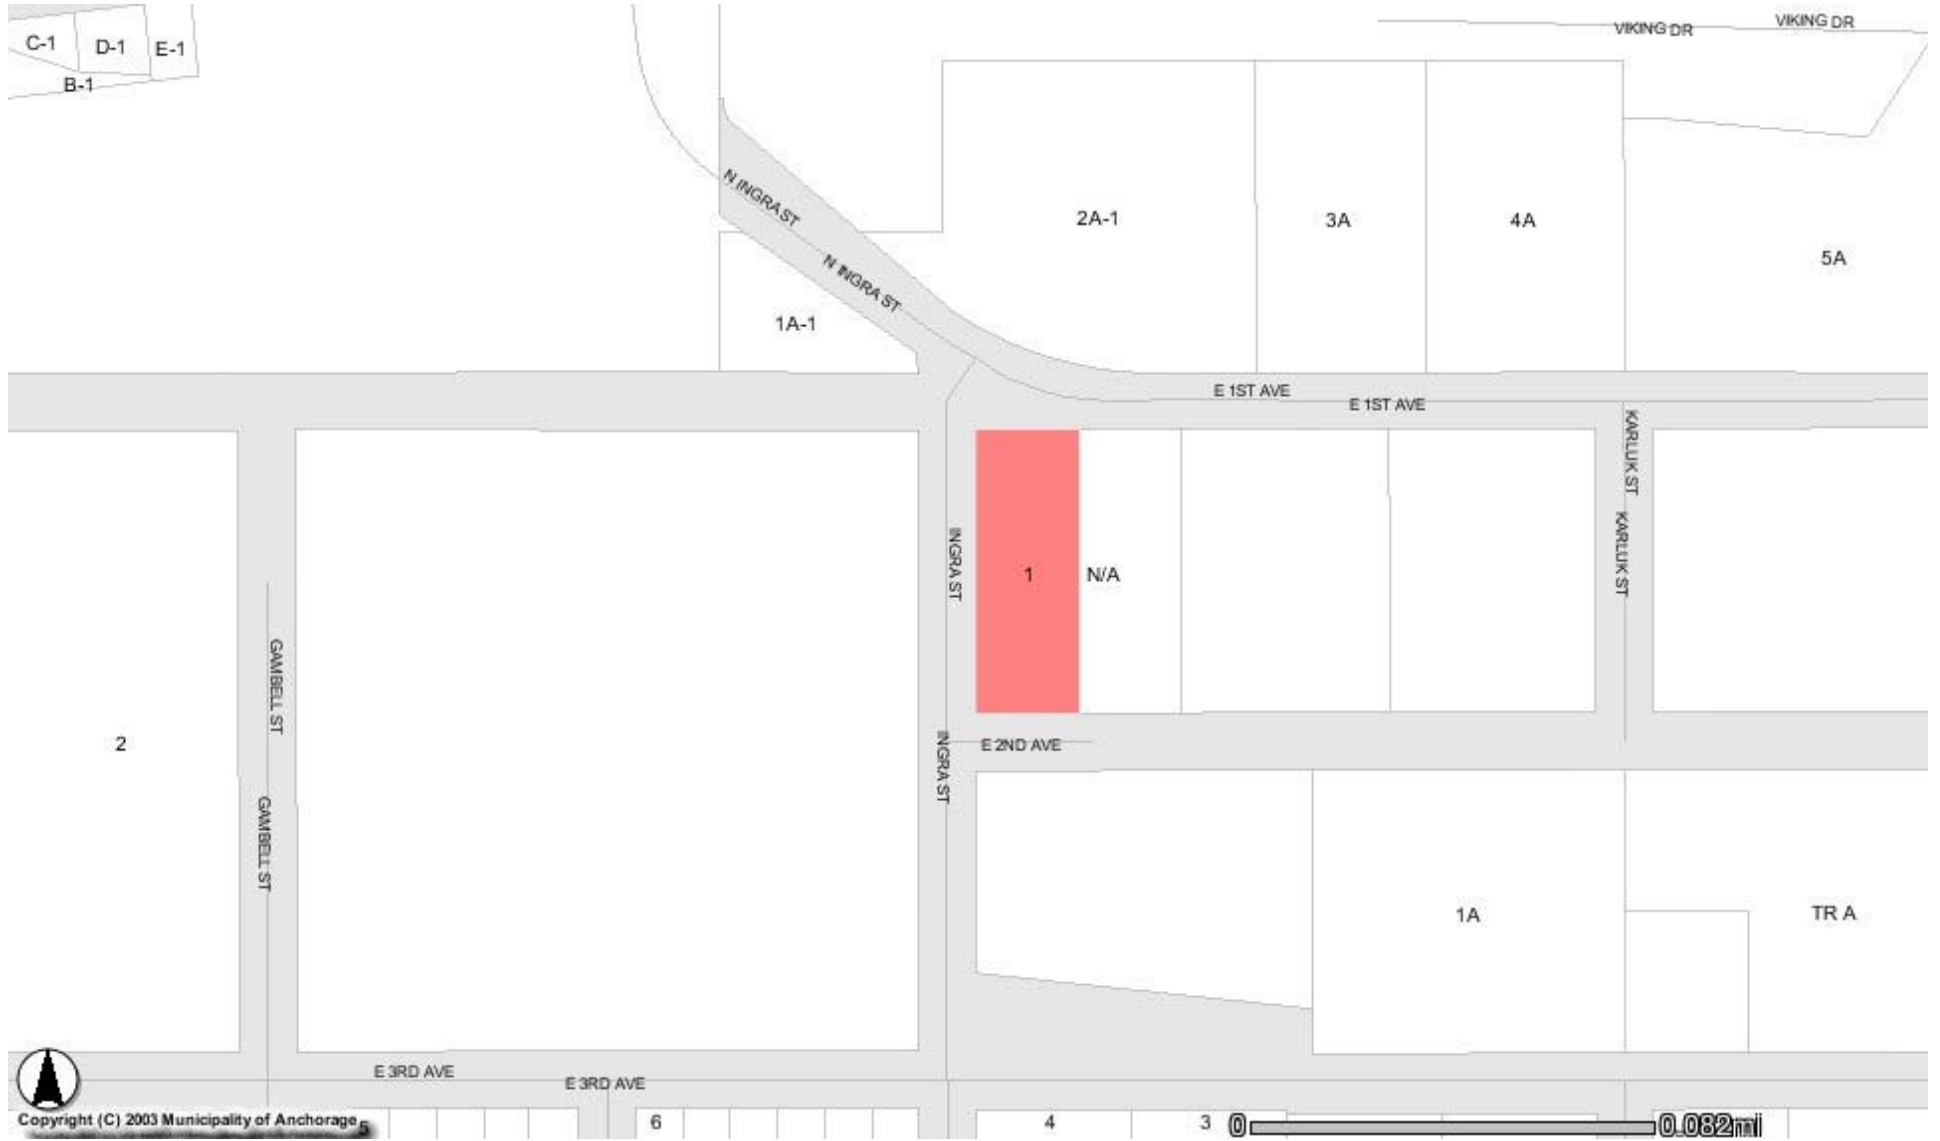 VIKING DR
VIKING DR
C-1
D-1
E-1
B-1
N INGRA ST
2A-1
3A
4A
5A
N INGRA ST
1A-1
E 1ST AVE
E 1ST AVE
KARLUK ST
INGRA ST
1
N/A
KARLUK ST
GAMBELL ST
2
E 2ND AVE
INGRA ST
GAMBELL ST
1A
TR A
E 3RD AVE
E 3RD AVE
Copyright (C) 2003 Municipality of Anchorage
5
6
4
3
0
0.082mi